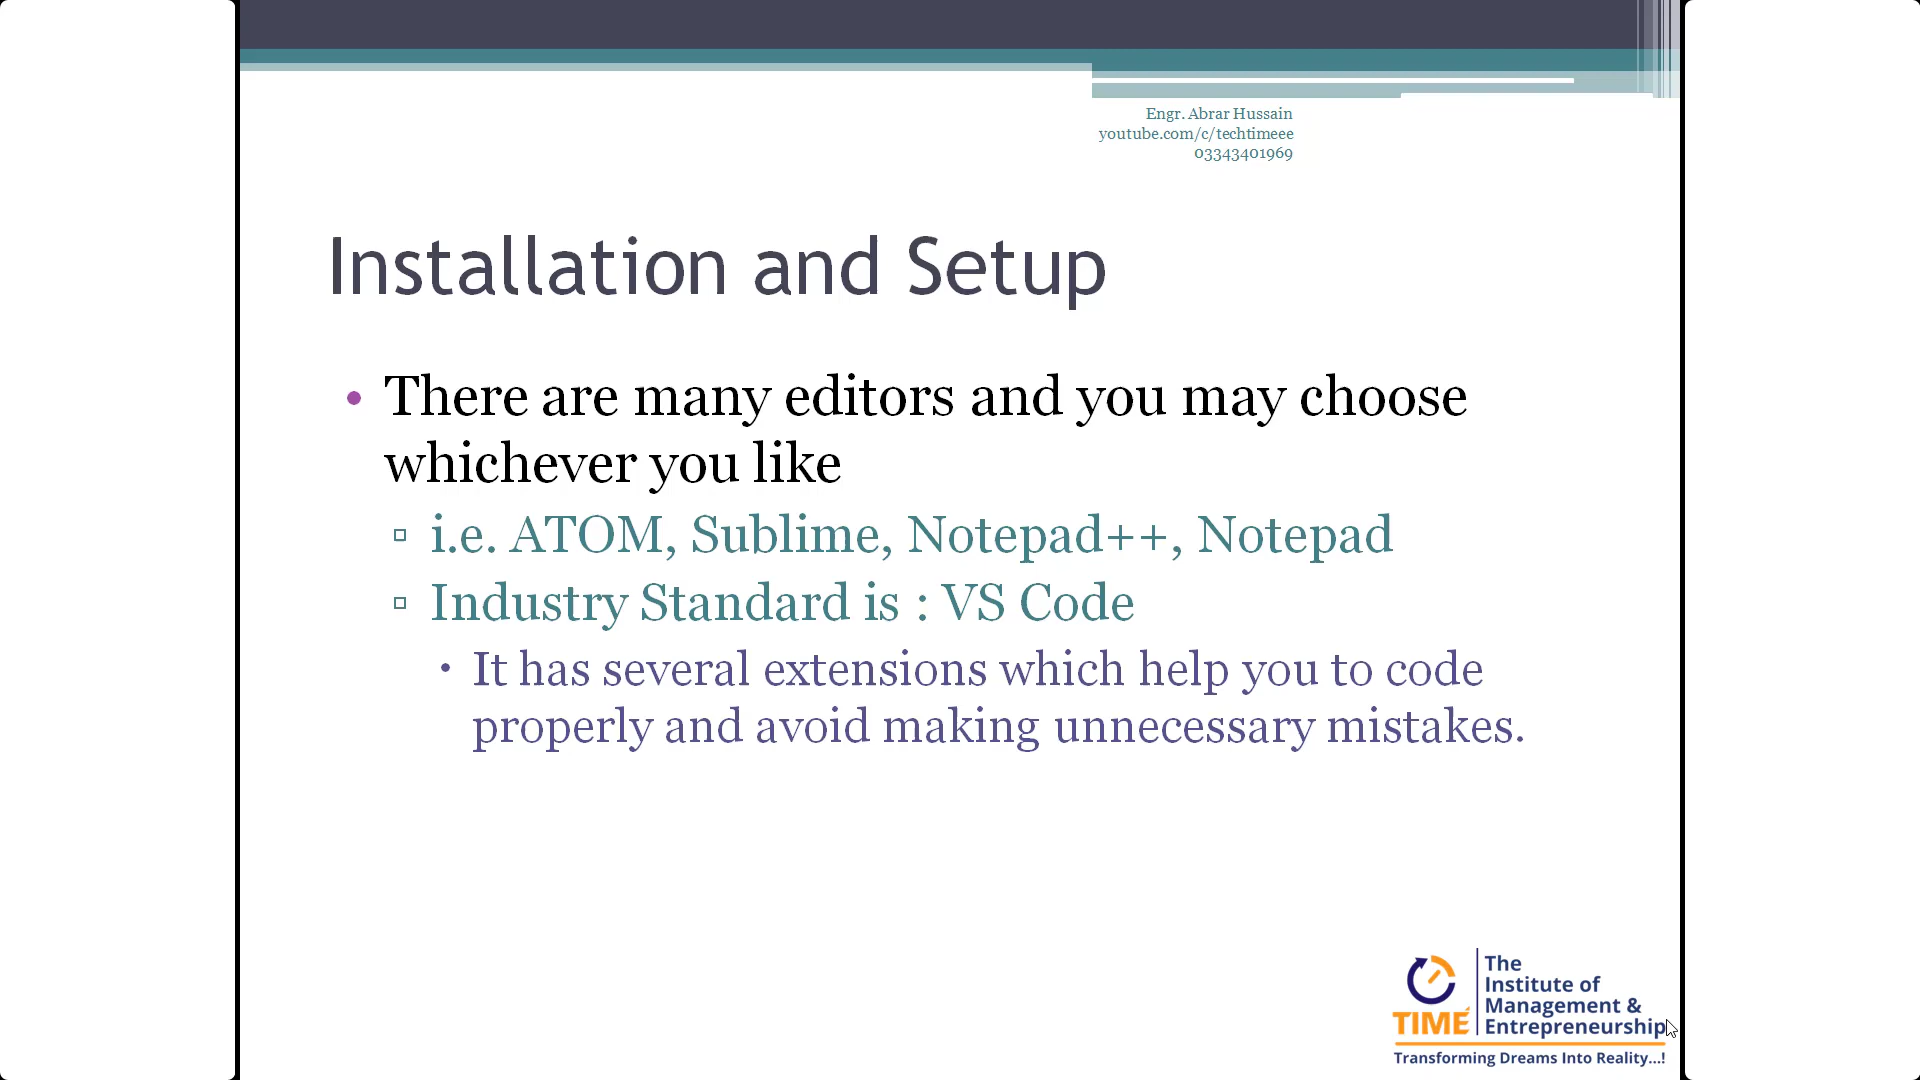 Engr. Abrar Hussain
youtube.com/c/techtimeee
03343401969
Installation and Setup
• There are many editors and you may choose
whichever you like
▫ i.e. ATOM, Sublime, Notepad++, Notepad
▫ Industry Standard is : VS Code
• It has several extensions which help you to code
properly and avoid making unnecessary mistakes.
TIME
The
Institute of
Management &
Entrepreneurship
Transforming Dreams Into Reality...!